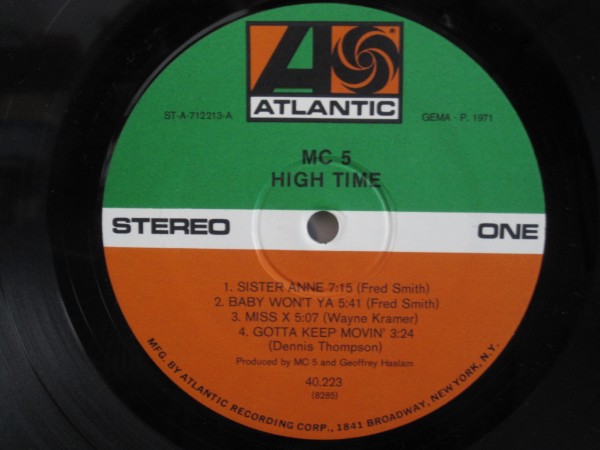 ATLANTIC
ST-A-712213-A
GEMA · P. 1971
MC 5
HIGH TIME
STEREO
ONE
1. SISTER ANNE 7:15 (Fred Smith)
2. BABY WON'T YA 5:41 (Fred Smith)
3. MISS X 5:07 (Wayne Kramer)
4. GOTTA KEEP MOVIN' 3:24
(Dennis Thompson)
Produced by MC 5 and Geoffrey Haslam
40.223
(8285)
MFG. BY ATLANTIC RECORDING CORP., 1841 BROADWAY, NEW YORK, N.Y.